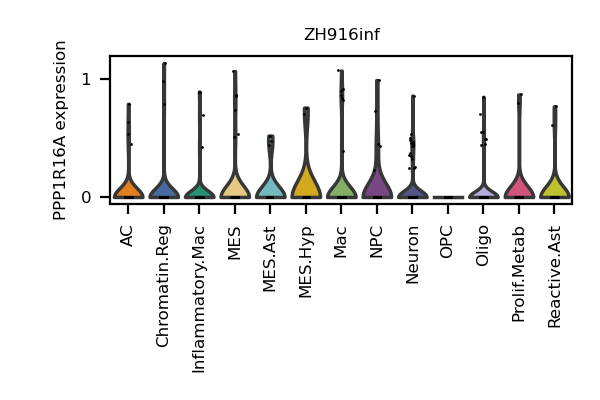 ZH916inf
PPP1R16A expression
1
0
AC
Chromatin.Reg
Inflammatory.Mac
MES
MES.Ast
MES.Hyp
Mac
NPC
Neuron
OPC
Oligo
Prolif.Metab
Reactive.Ast